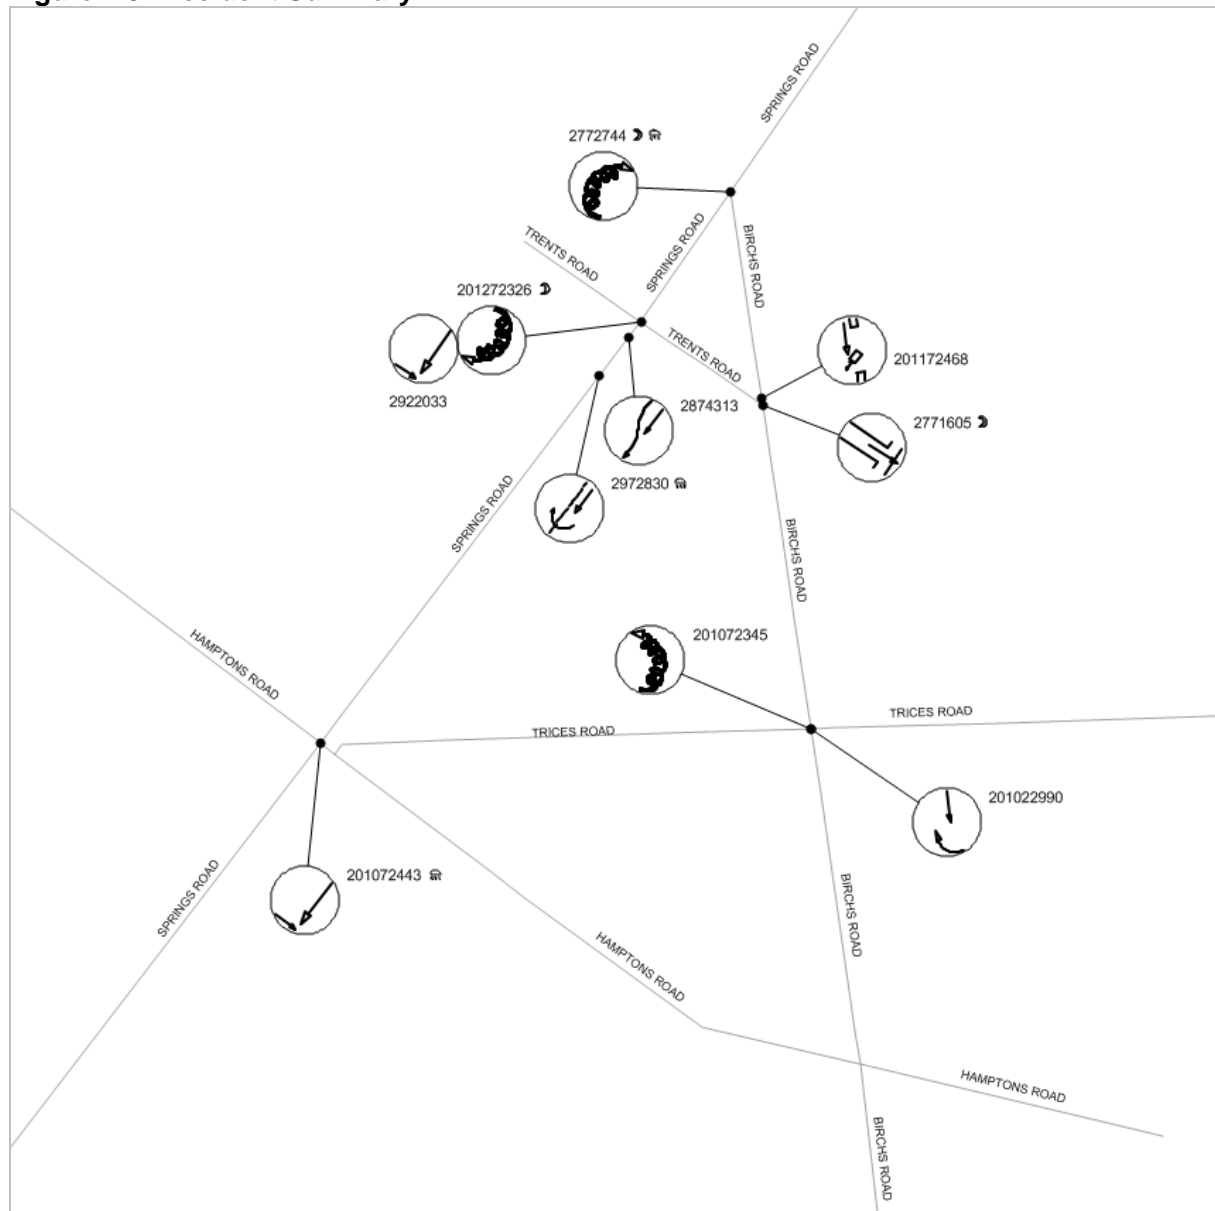 SPRINGS ROAD
2772744
TRENTS ROAD
SPRINGS ROAD
BIRCHS ROAD
201272326
TRENTS ROAD
201172468
2922033
2874313
2771605
2972830
SPRINGS ROAD
BIRCHS ROAD
HAMPTONS ROAD
201072345
TRICES ROAD
TRICES ROAD
201022990
201072443
SPRINGS ROAD
BIRCHS ROAD
HAMPTONS ROAD
HAMPTONS ROAD
BIRCHS ROAD